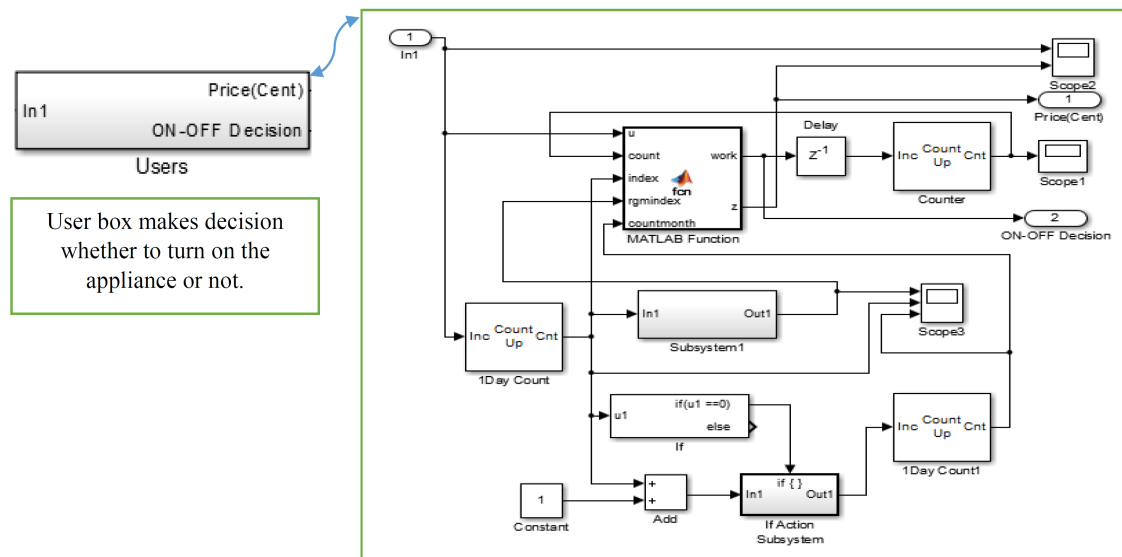 In1
Price(Cent)
ON-OFF Decision
Users
User box makes decision
whether to turn on the
appliance or not.
1
In1
Scope2
1
Price(Cent)
u
count
index
rgmindex
countmonth
fcn
work
z
MATLAB Function
Delay
z-1
Inc Count Up Cnt
Counter
Scope1
2
ON-OFF Decision
Inc Count Up Cnt
1Day Count
In1 Out1
Subsystem1
Scope3
u1
if(u1 ==0)
else
If
Inc Count Up Cnt
1Day Count1
1
Constant
+
+
Add
if { }
In1 Out1
If Action
Subsystem